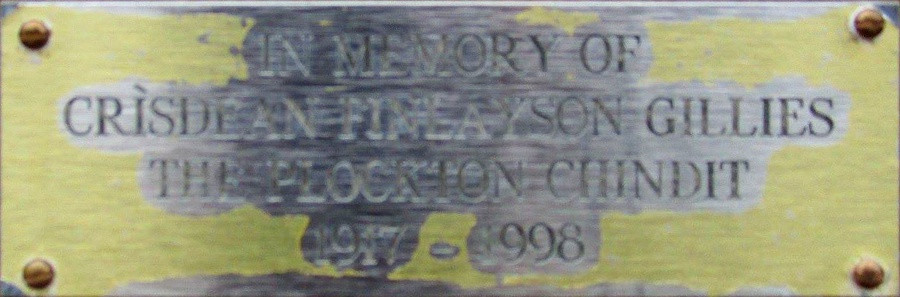 IN MEMORY OF
CRÌSDEAN FINLAYSON GILLIES
THE PLOCKTON CHINDIT
1917 - 1998